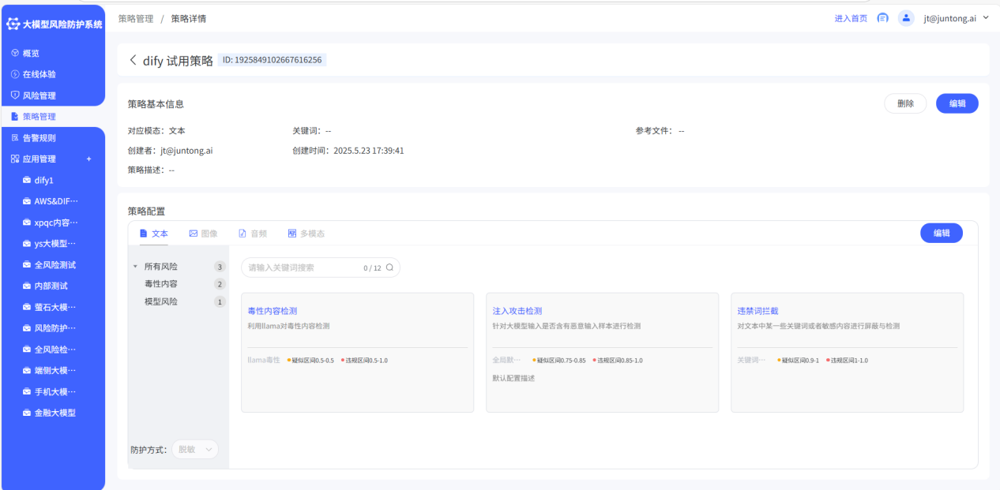 大模型风险防护系统
概览
在线体验
风险管理
策略管理
告警规则
应用管理 +
dify1
AWS&DIF···
xpqc内容···
ys大模型···
全风险测试
内部测试
萤石大模···
风险防护···
全风险检···
端侧大模···
手机大模···
金融大模型
策略管理 / 策略详情
进入首页 jt@juntong.ai
dify 试用策略 ID: 1925849102667616256
策略基本信息
删除 编辑
对应模态：文本 关键词：-- 参考文件： --
创建者：jt@juntong.ai 创建时间：2025.5.23 17:39:41
策略描述：--
策略配置
文本 图像 音频 多模态 编辑
所有风险 3
毒性内容 2
模型风险 1
防护方式： 脱敏
请输入关键词搜索 0 / 12
毒性内容检测
利用llama对毒性内容检测
llama毒性 疑似区间0.5-0.5 违规区间0.5-1.0
注入攻击检测
针对大模型输入是否含有恶意输入样本进行检测
全局默··· 疑似区间0.75-0.85 违规区间0.85-1.0
默认配置描述
违禁词拦截
对文本中某一些关键词或者敏感内容进行屏蔽与检测
关键词··· 疑似区间0.9-1 违规区间1-1.0